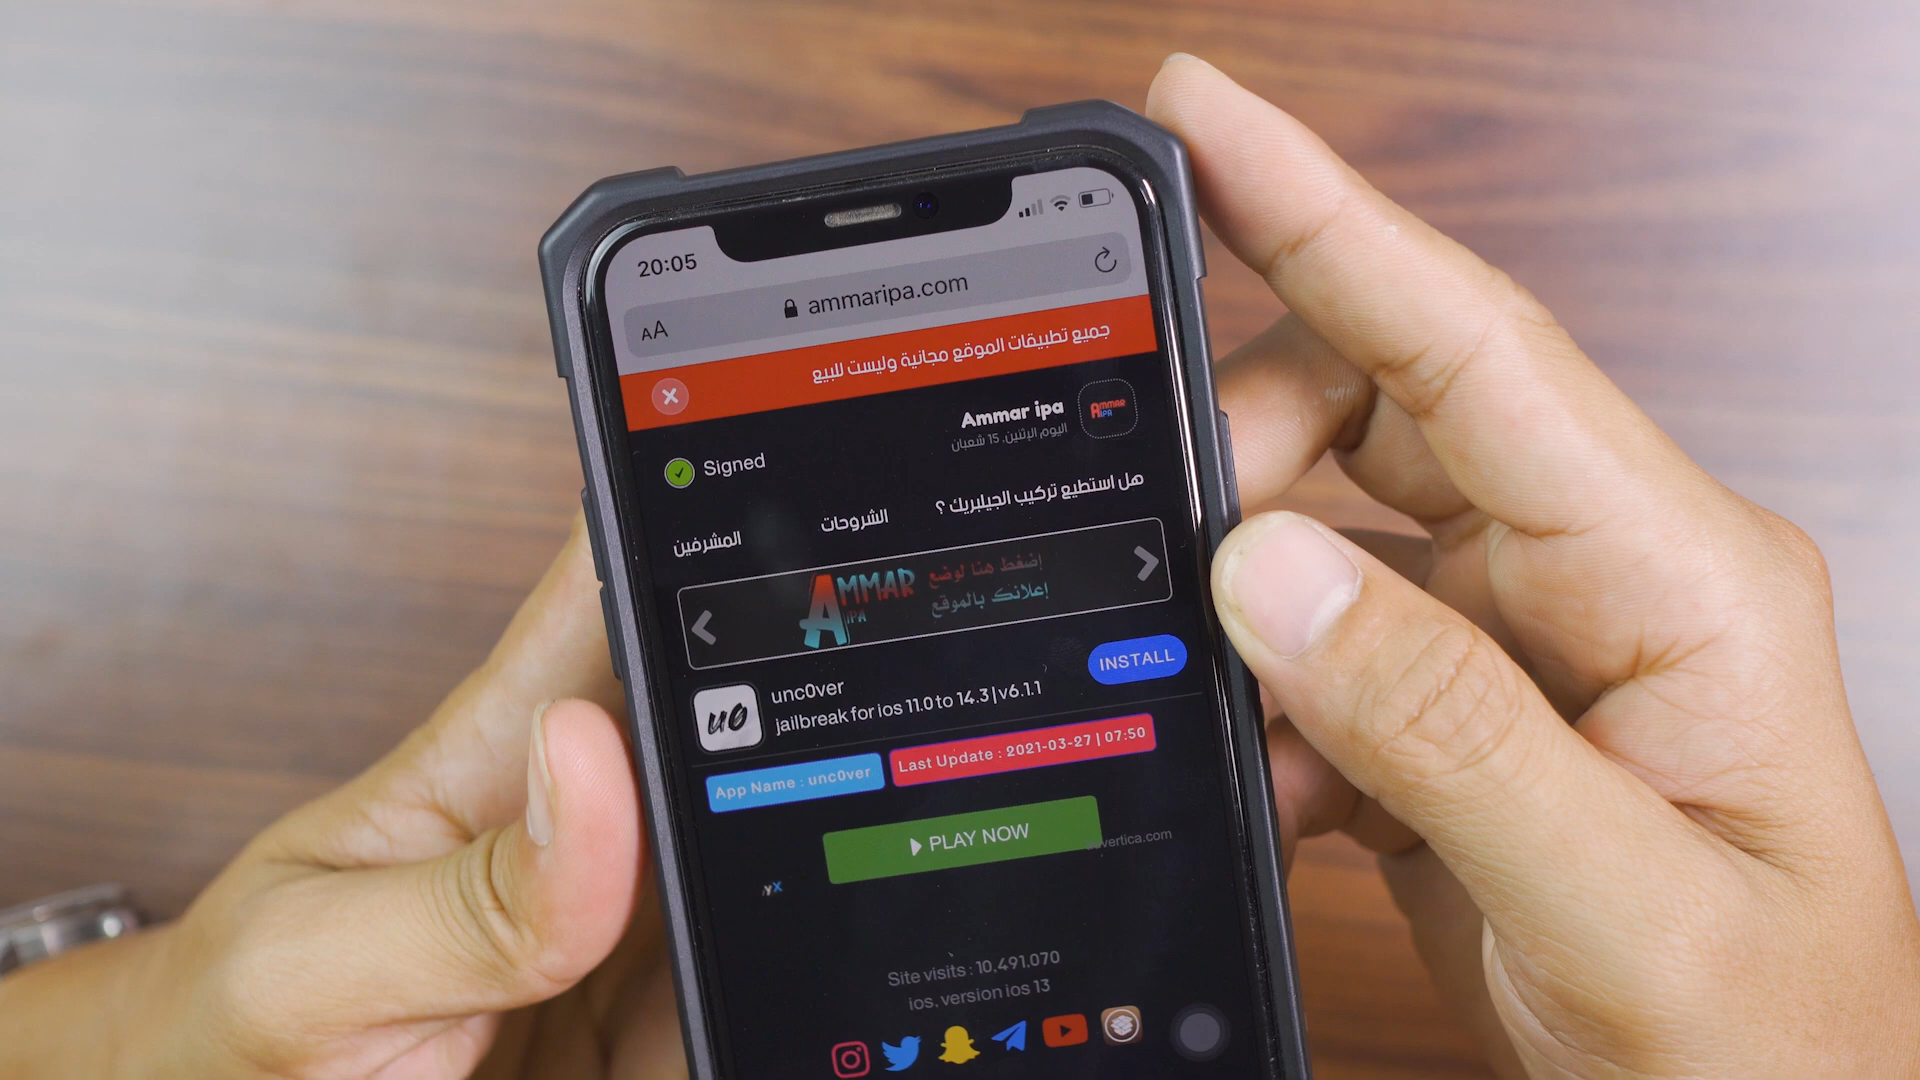 20:05
AA
ammaripa.com
جميع تطبيقات الموقع مجانية وليست للبيع
Ammar ipa
AMMAR IPA
اليوم الإثنين, 15 شعبان
Signed
هل استطيع تركيب الجيلبريك ؟
الشروحات
المشرفين
AMMAR IPA
إضغط هنا لوضع
إعلانك بالموقع
u0
unc0ver
jailbreak for ios 11.0 to 14.3 | v6.1.1
INSTALL
App Name : unc0ver
Last Update : 2021-03-27 | 07:50
PLAY NOW
Site visits : 10,491,070
ios, version ios 13